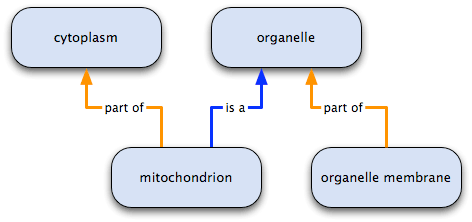 cytoplasm
organelle
part of
is a
part of
mitochondrion
organelle membrane